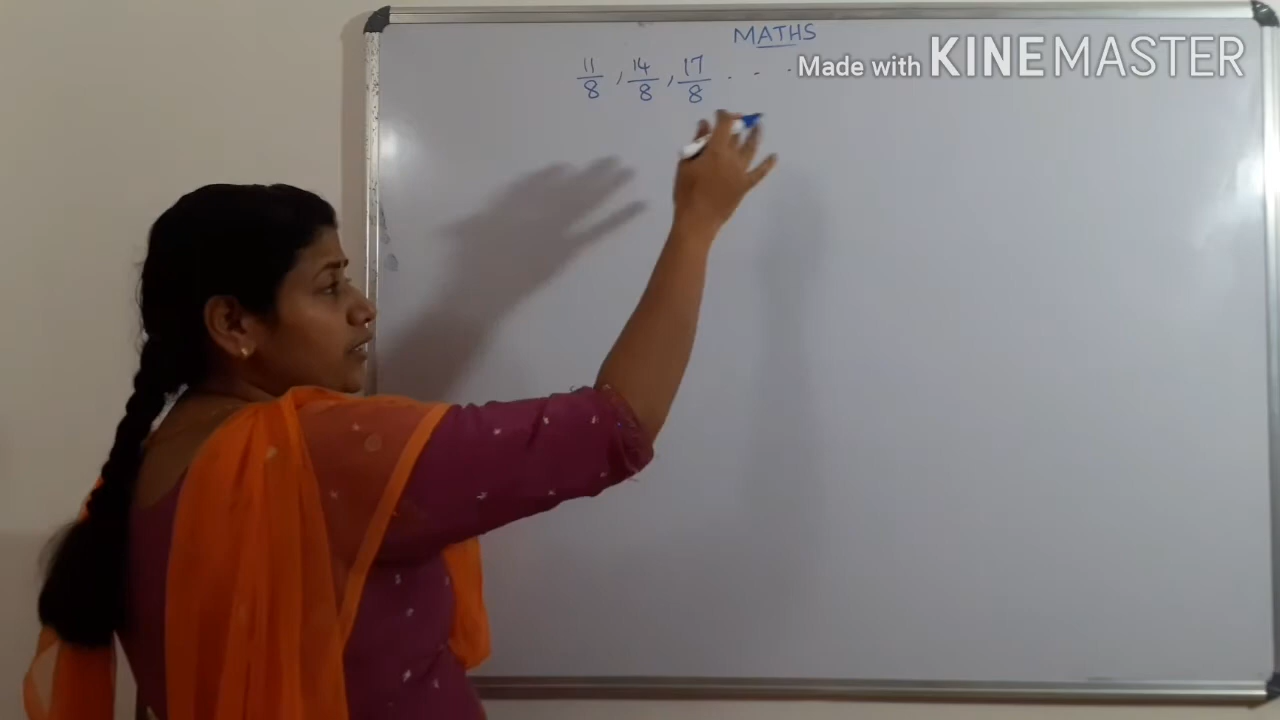 MATHS
11/8, 14/8, 17/8 . - .
Made with KINEMASTER